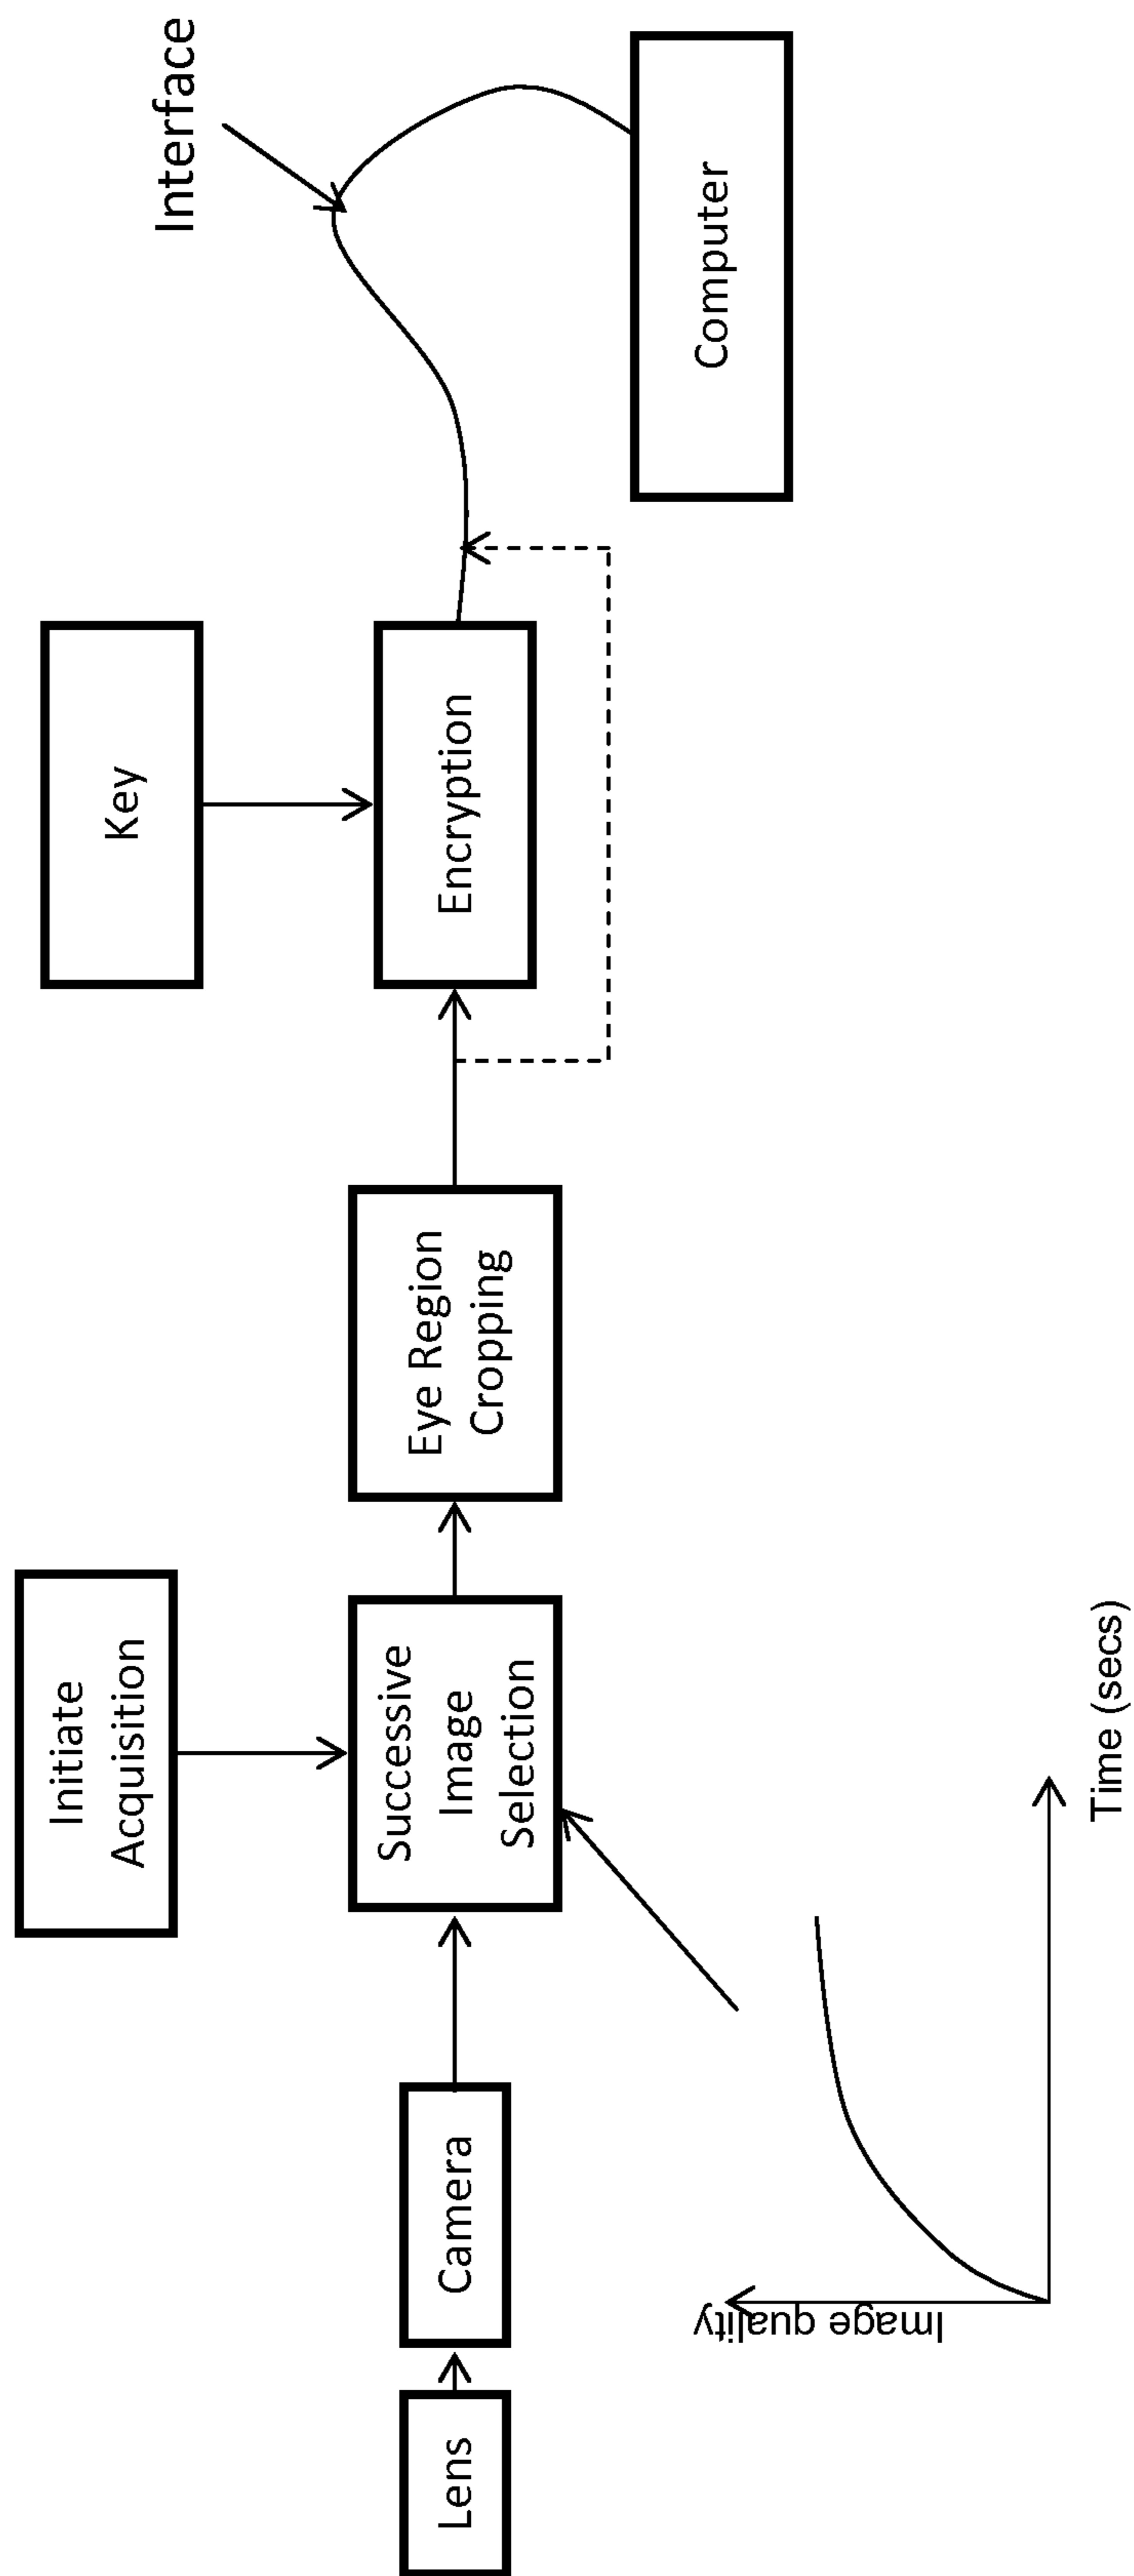 Initiate
Acquisition
Key
Interface
Lens
Camera
Successive
Image
Selection
Eye Region
Cropping
Encryption
Computer
Image quality
Time (secs)